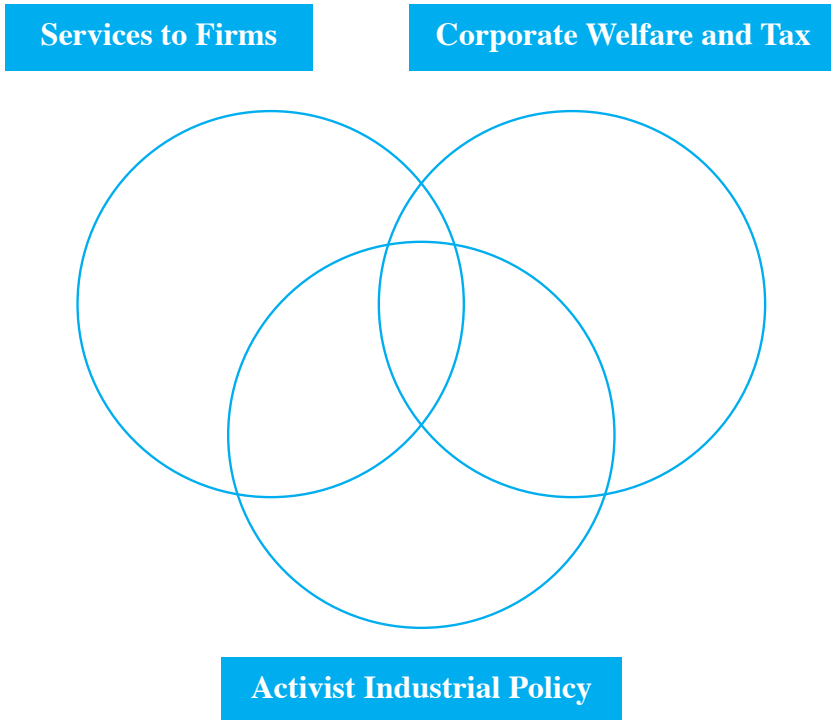 Services to Firms
Corporate Welfare and Tax
Activist Industrial Policy